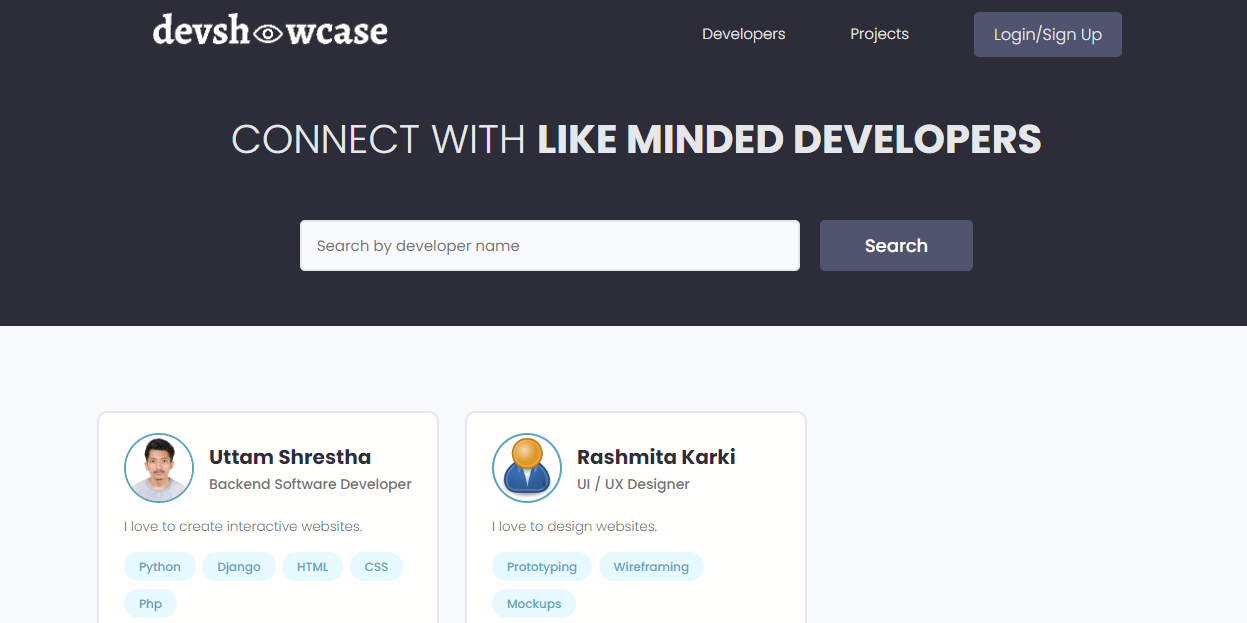 devshowcase
Developers
Projects
Login/Sign Up
CONNECT WITH LIKE MINDED DEVELOPERS
Search by developer name
Search
Uttam Shrestha
Backend Software Developer
I love to create interactive websites.
Python
Django
HTML
CSS
Php
Rashmita Karki
UI / UX Designer
I love to design websites.
Prototyping
Wireframing
Mockups